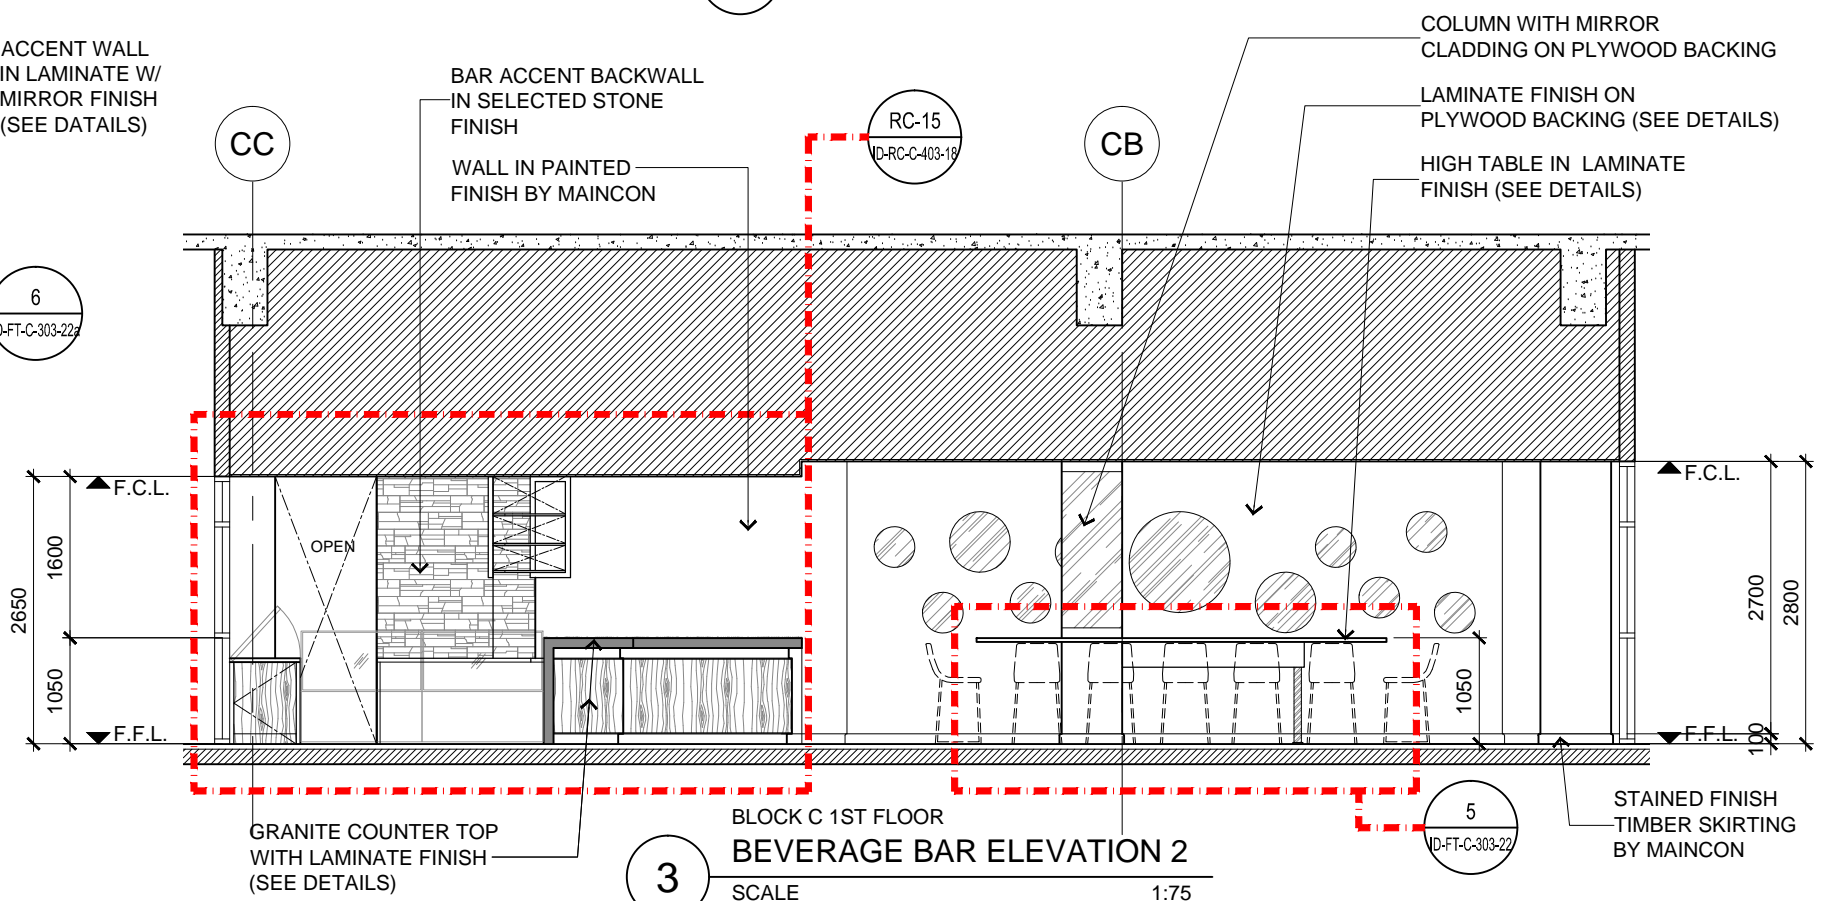 ACCENT WALL
IN LAMINATE W/
MIRROR FINISH
(SEE DATAILS)
CC
BAR ACCENT BACKWALL
IN SELECTED STONE
FINISH
WALL IN PAINTED
FINISH BY MAINCON
RC-15
ID-RC-C-403-18
CB
COLUMN WITH MIRROR
CLADDING ON PLYWOOD BACKING
LAMINATE FINISH ON
PLYWOOD BACKING (SEE DETAILS)
HIGH TABLE IN LAMINATE
FINISH (SEE DETAILS)
6
D-FT-C-303-22a
F.C.L.
F.C.L.
OPEN
2650
1600
1050
F.F.L.
1050
2700
100
2800
F.F.L.
GRANITE COUNTER TOP
WITH LAMINATE FINISH
(SEE DETAILS)
3
BLOCK C 1ST FLOOR
BEVERAGE BAR ELEVATION 2
SCALE 1:75
5
ID-FT-C-303-22
STAINED FINISH
TIMBER SKIRTING
BY MAINCON